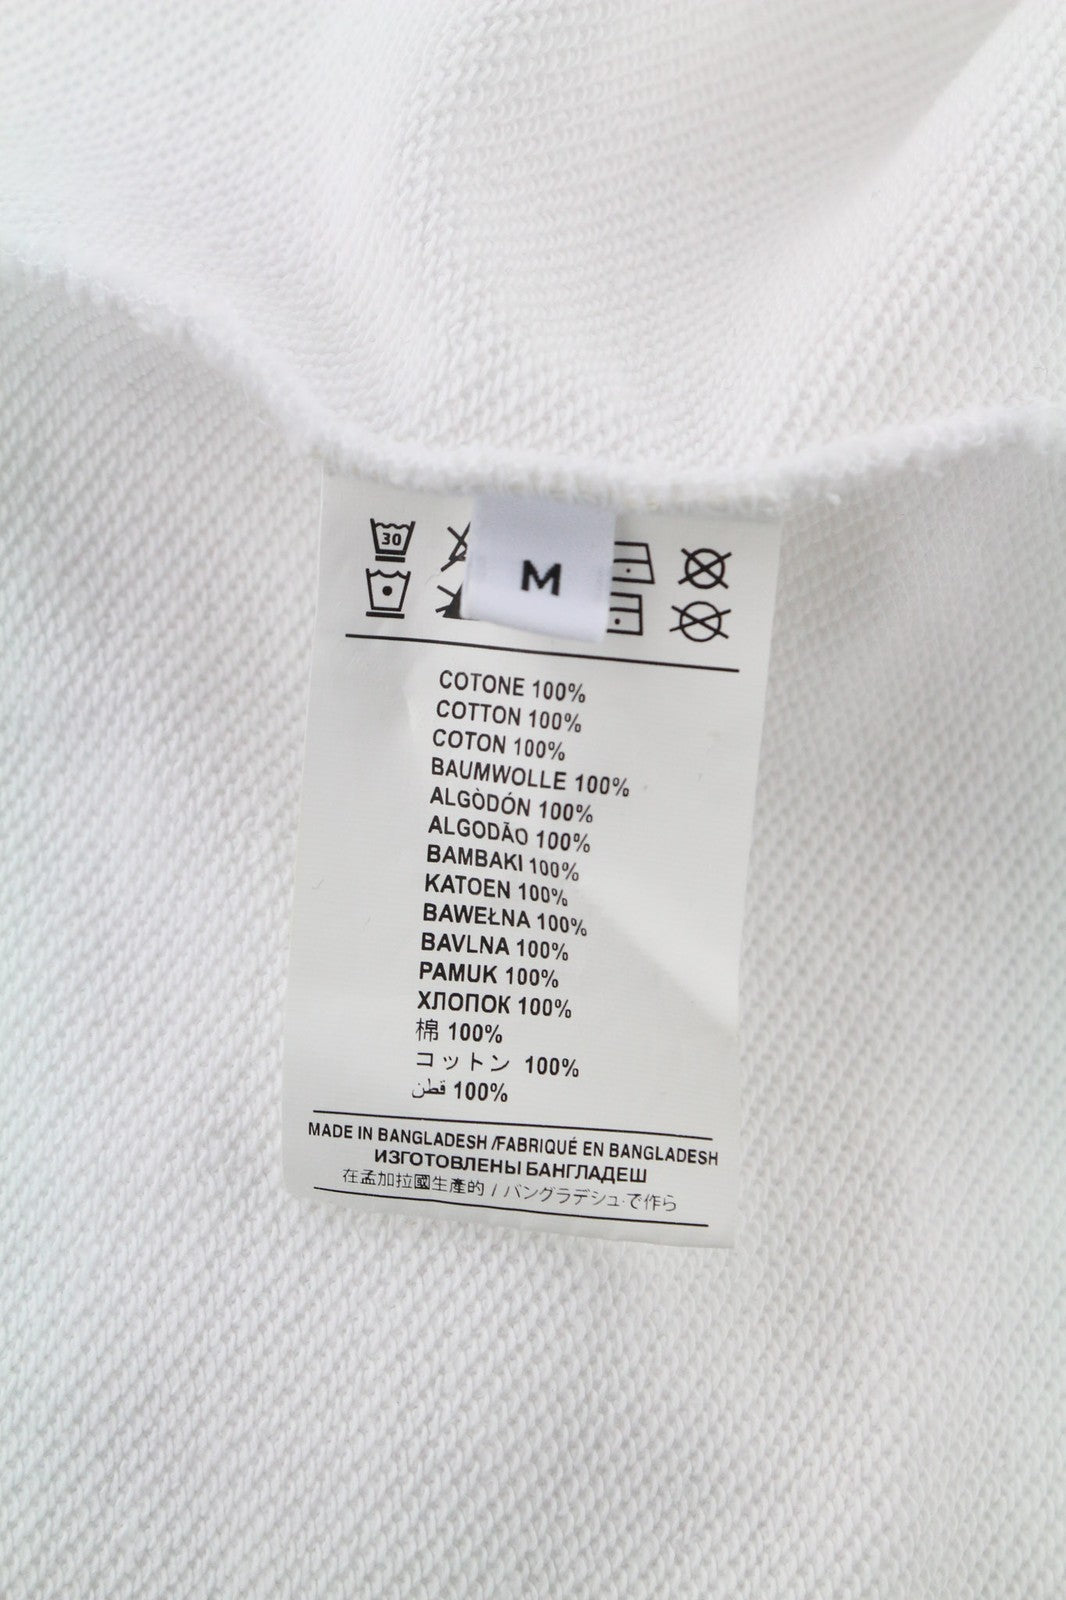 30
M
COTONE 100%
COTTON 100%
COTON 100%
BAUMWOLLE 100%
ALGÒDÓN 100%
ALGODÃO 100%
BAMBAKI 100%
KATOEN 100%
BAWEŁNA 100%
BAVLNA 100%
PAMUK 100%
ХЛОПОК 100%
棉 100%
コットン 100%
قطن 100%
MADE IN BANGLADESH /FABRIQUÉ EN BANGLADESH
ИЗГОТОВЛЕНЫ БАНГЛАДЕШ
在孟加拉國生產的 / バングラデシュ·で作ら